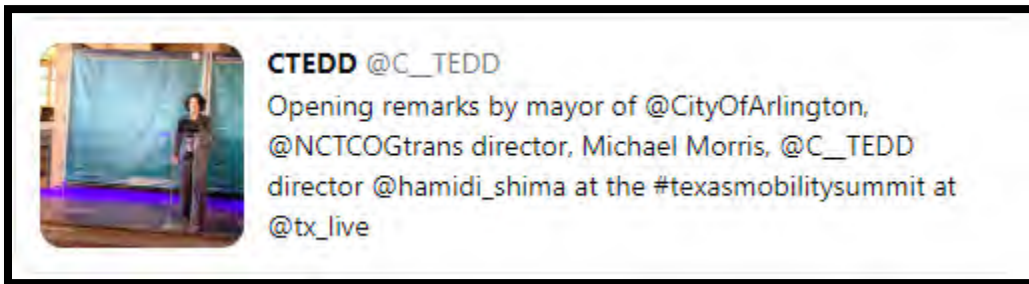 CTEDD @C__TEDD
Opening remarks by mayor of @CityOfArlington,
@NCTCOGtrans director, Michael Morris, @C__TEDD
director @hamidi_shima at the #texasmobilitysummit at
@tx_live